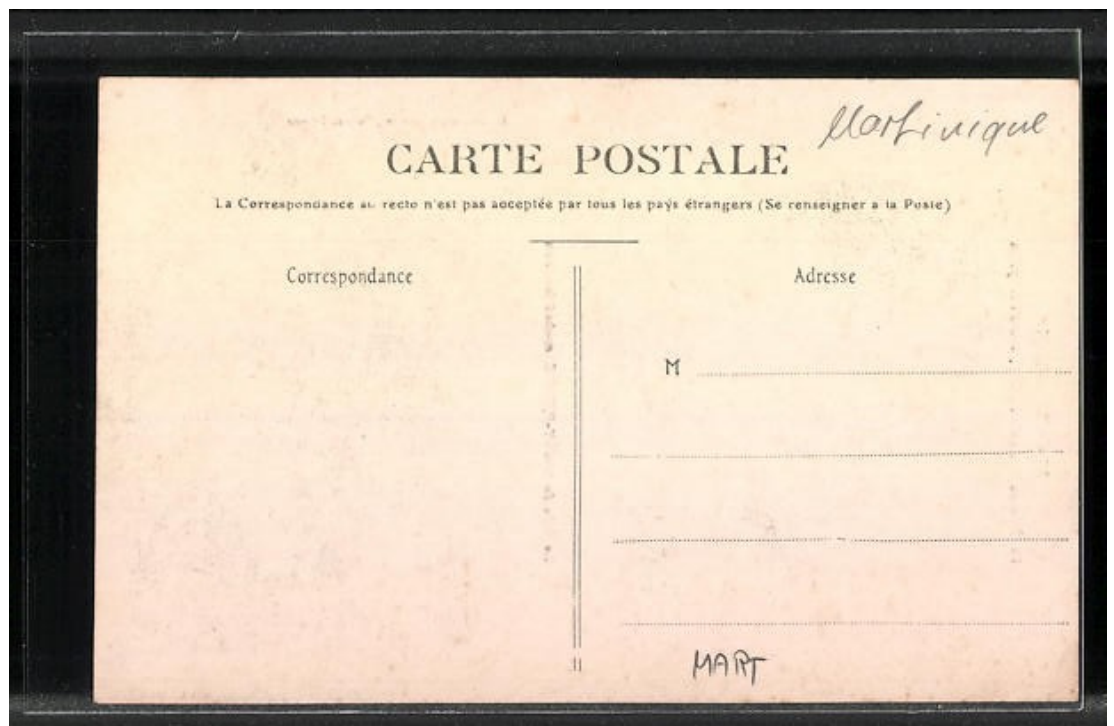 Martinique
CARTE POSTALE
La Correspondance au recto n'est pas acceptée par tous les pays étrangers (Se renseigner a la Poste)
Correspondance
Adresse
M
MART